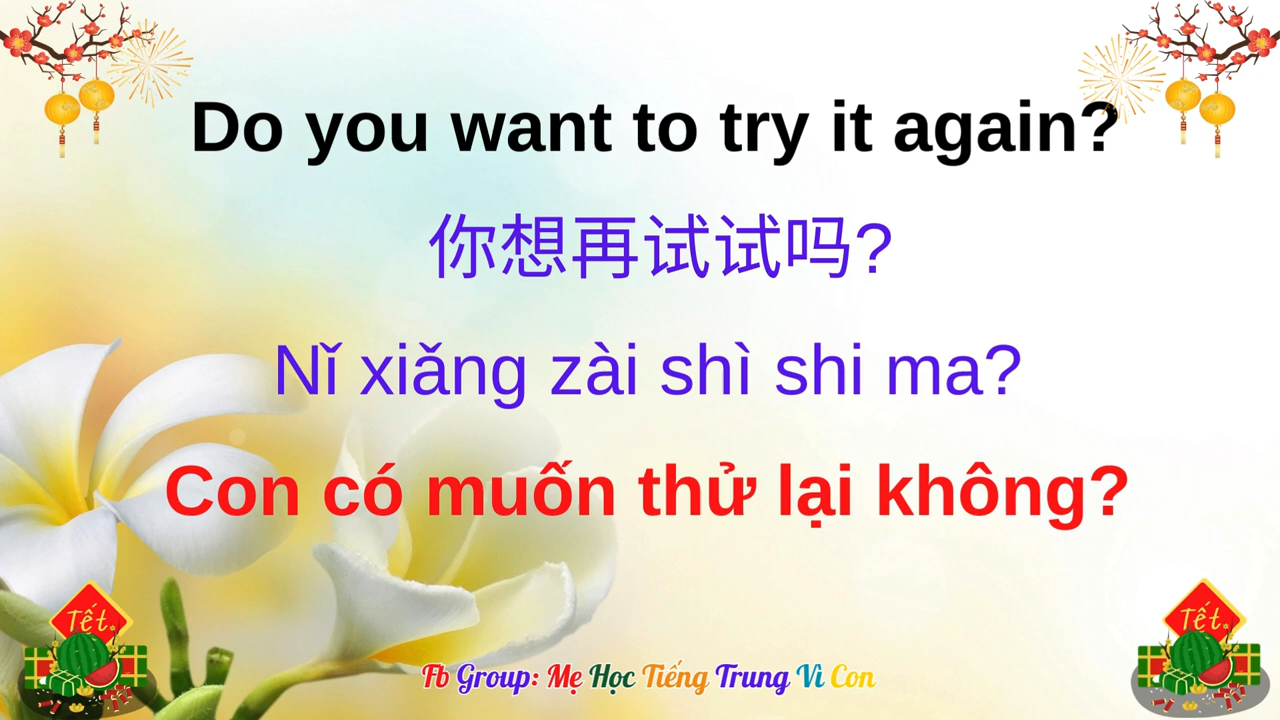 Do you want to try it again?
你想再试试吗?
Nǐ xiǎng zài shì shi ma?
Con có muốn thử lại không?
Tết
Tết
Fb Group: Mẹ Học Tiếng Trung Vì Con